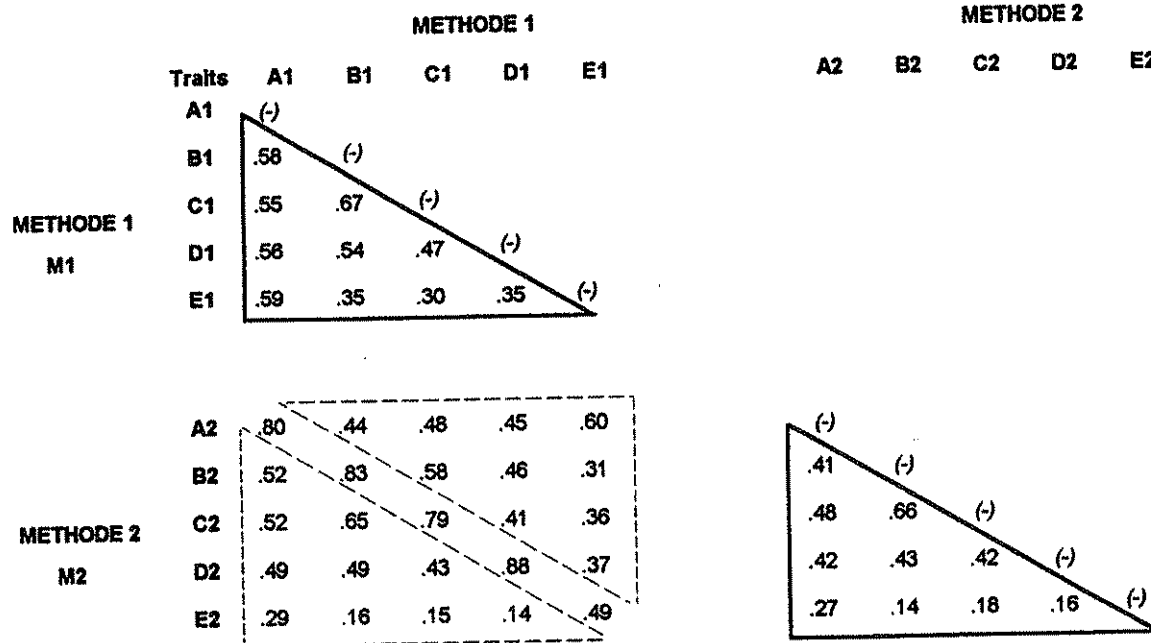 METHODE 1 METHODE 2
Traits A1 B1 C1 D1 E1 A2 B2 C2 D2 E2
A1 (-)
B1 .58 (-)
C1 .55 .67 (-)
METHODE 1
D1 .56 .54 .47 (-)
M1
E1 .59 .35 .30 .35 (-)
A2 .80 .44 .48 .45 .60 (-)
B2 .52 .83 .58 .46 .31 .41 (-)
C2 .52 .65 .79 .41 .36 .48 .66 (-)
METHODE 2
D2 .49 .49 .43 .88 .37 .42 .43 .42 (-)
M2
E2 .29 .16 .15 .14 .49 .27 .14 .18 .16 (-)